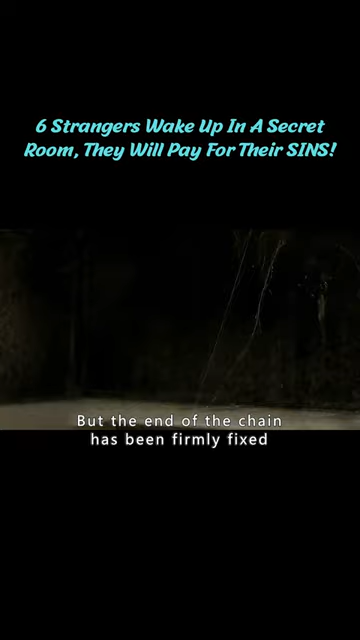 6 Strangers Wake Up In A Secret
Room, They Will Pay For Their SINS!
But the end of the chain
has been firmly fixed